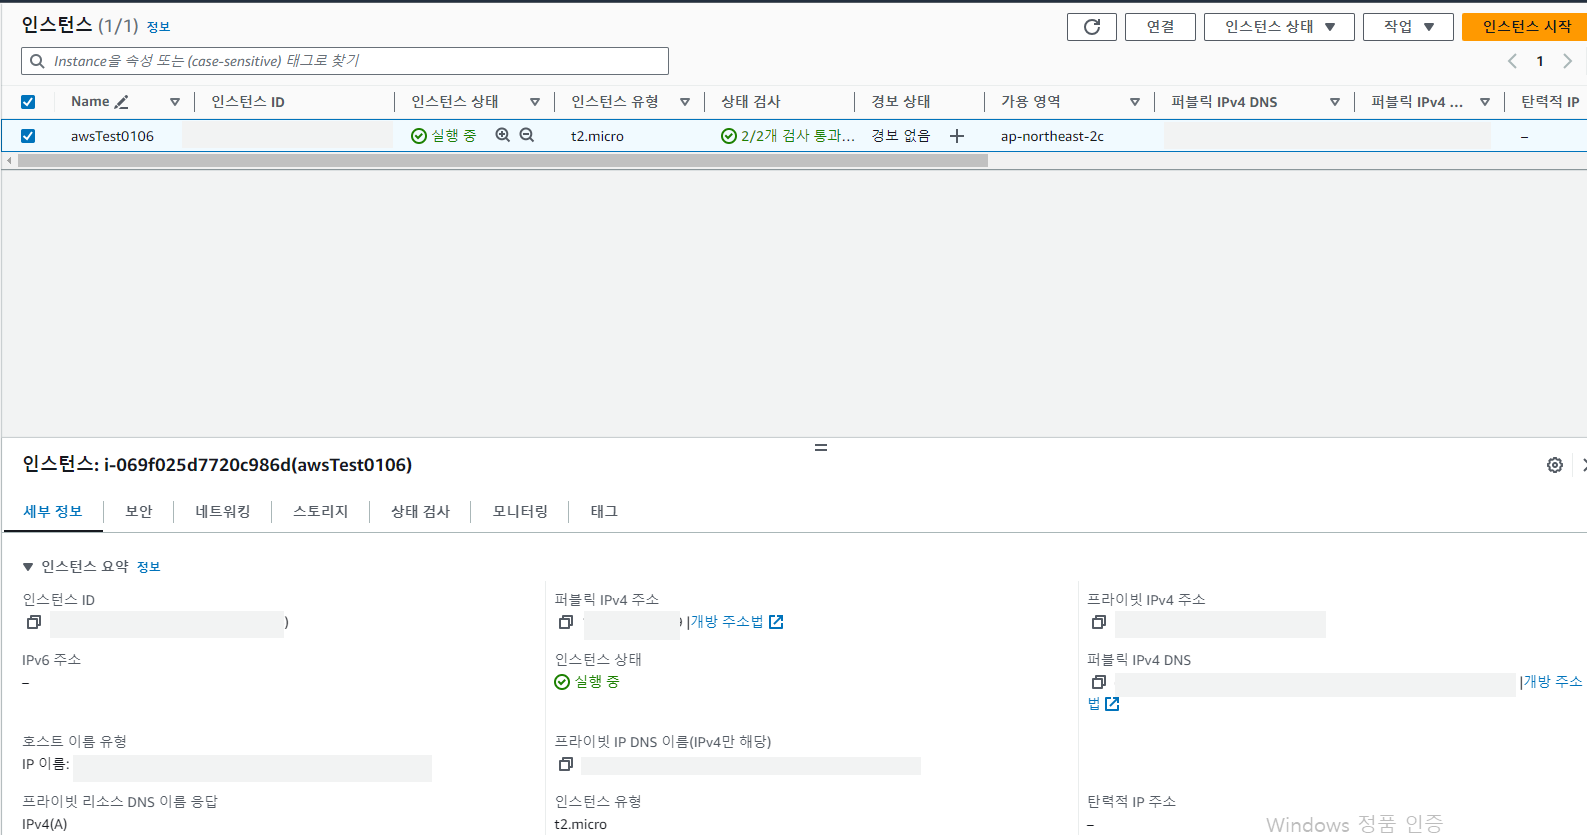 인스턴스 (1/1) 정보
연결
인스턴스 상태
작업
인스턴스 시작
Instance을 속성 또는 (case-sensitive) 태그로 찾기
1
Name
인스턴스 ID
인스턴스 상태
인스턴스 유형
상태 검사
경보 상태
가용 영역
퍼블릭 IPv4 DNS
퍼블릭 IPv4 ...
탄력적 IP
awsTest0106
실행 중
t2.micro
2/2개 검사 통과...
경보 없음
ap-northeast-2c
–
인스턴스: i-069f025d7720c986d(awsTest0106)
세부 정보
보안
네트워킹
스토리지
상태 검사
모니터링
태그
인스턴스 요약 정보
인스턴스 ID
)
퍼블릭 IPv4 주소
|개방 주소법
프라이빗 IPv4 주소
IPv6 주소
–
인스턴스 상태
실행 중
퍼블릭 IPv4 DNS
|개방 주소
법
호스트 이름 유형
IP 이름:
프라이빗 IP DNS 이름(IPv4만 해당)
프라이빗 리소스 DNS 이름 응답
IPv4(A)
인스턴스 유형
t2.micro
탄력적 IP 주소
–
Windows 정품 인증